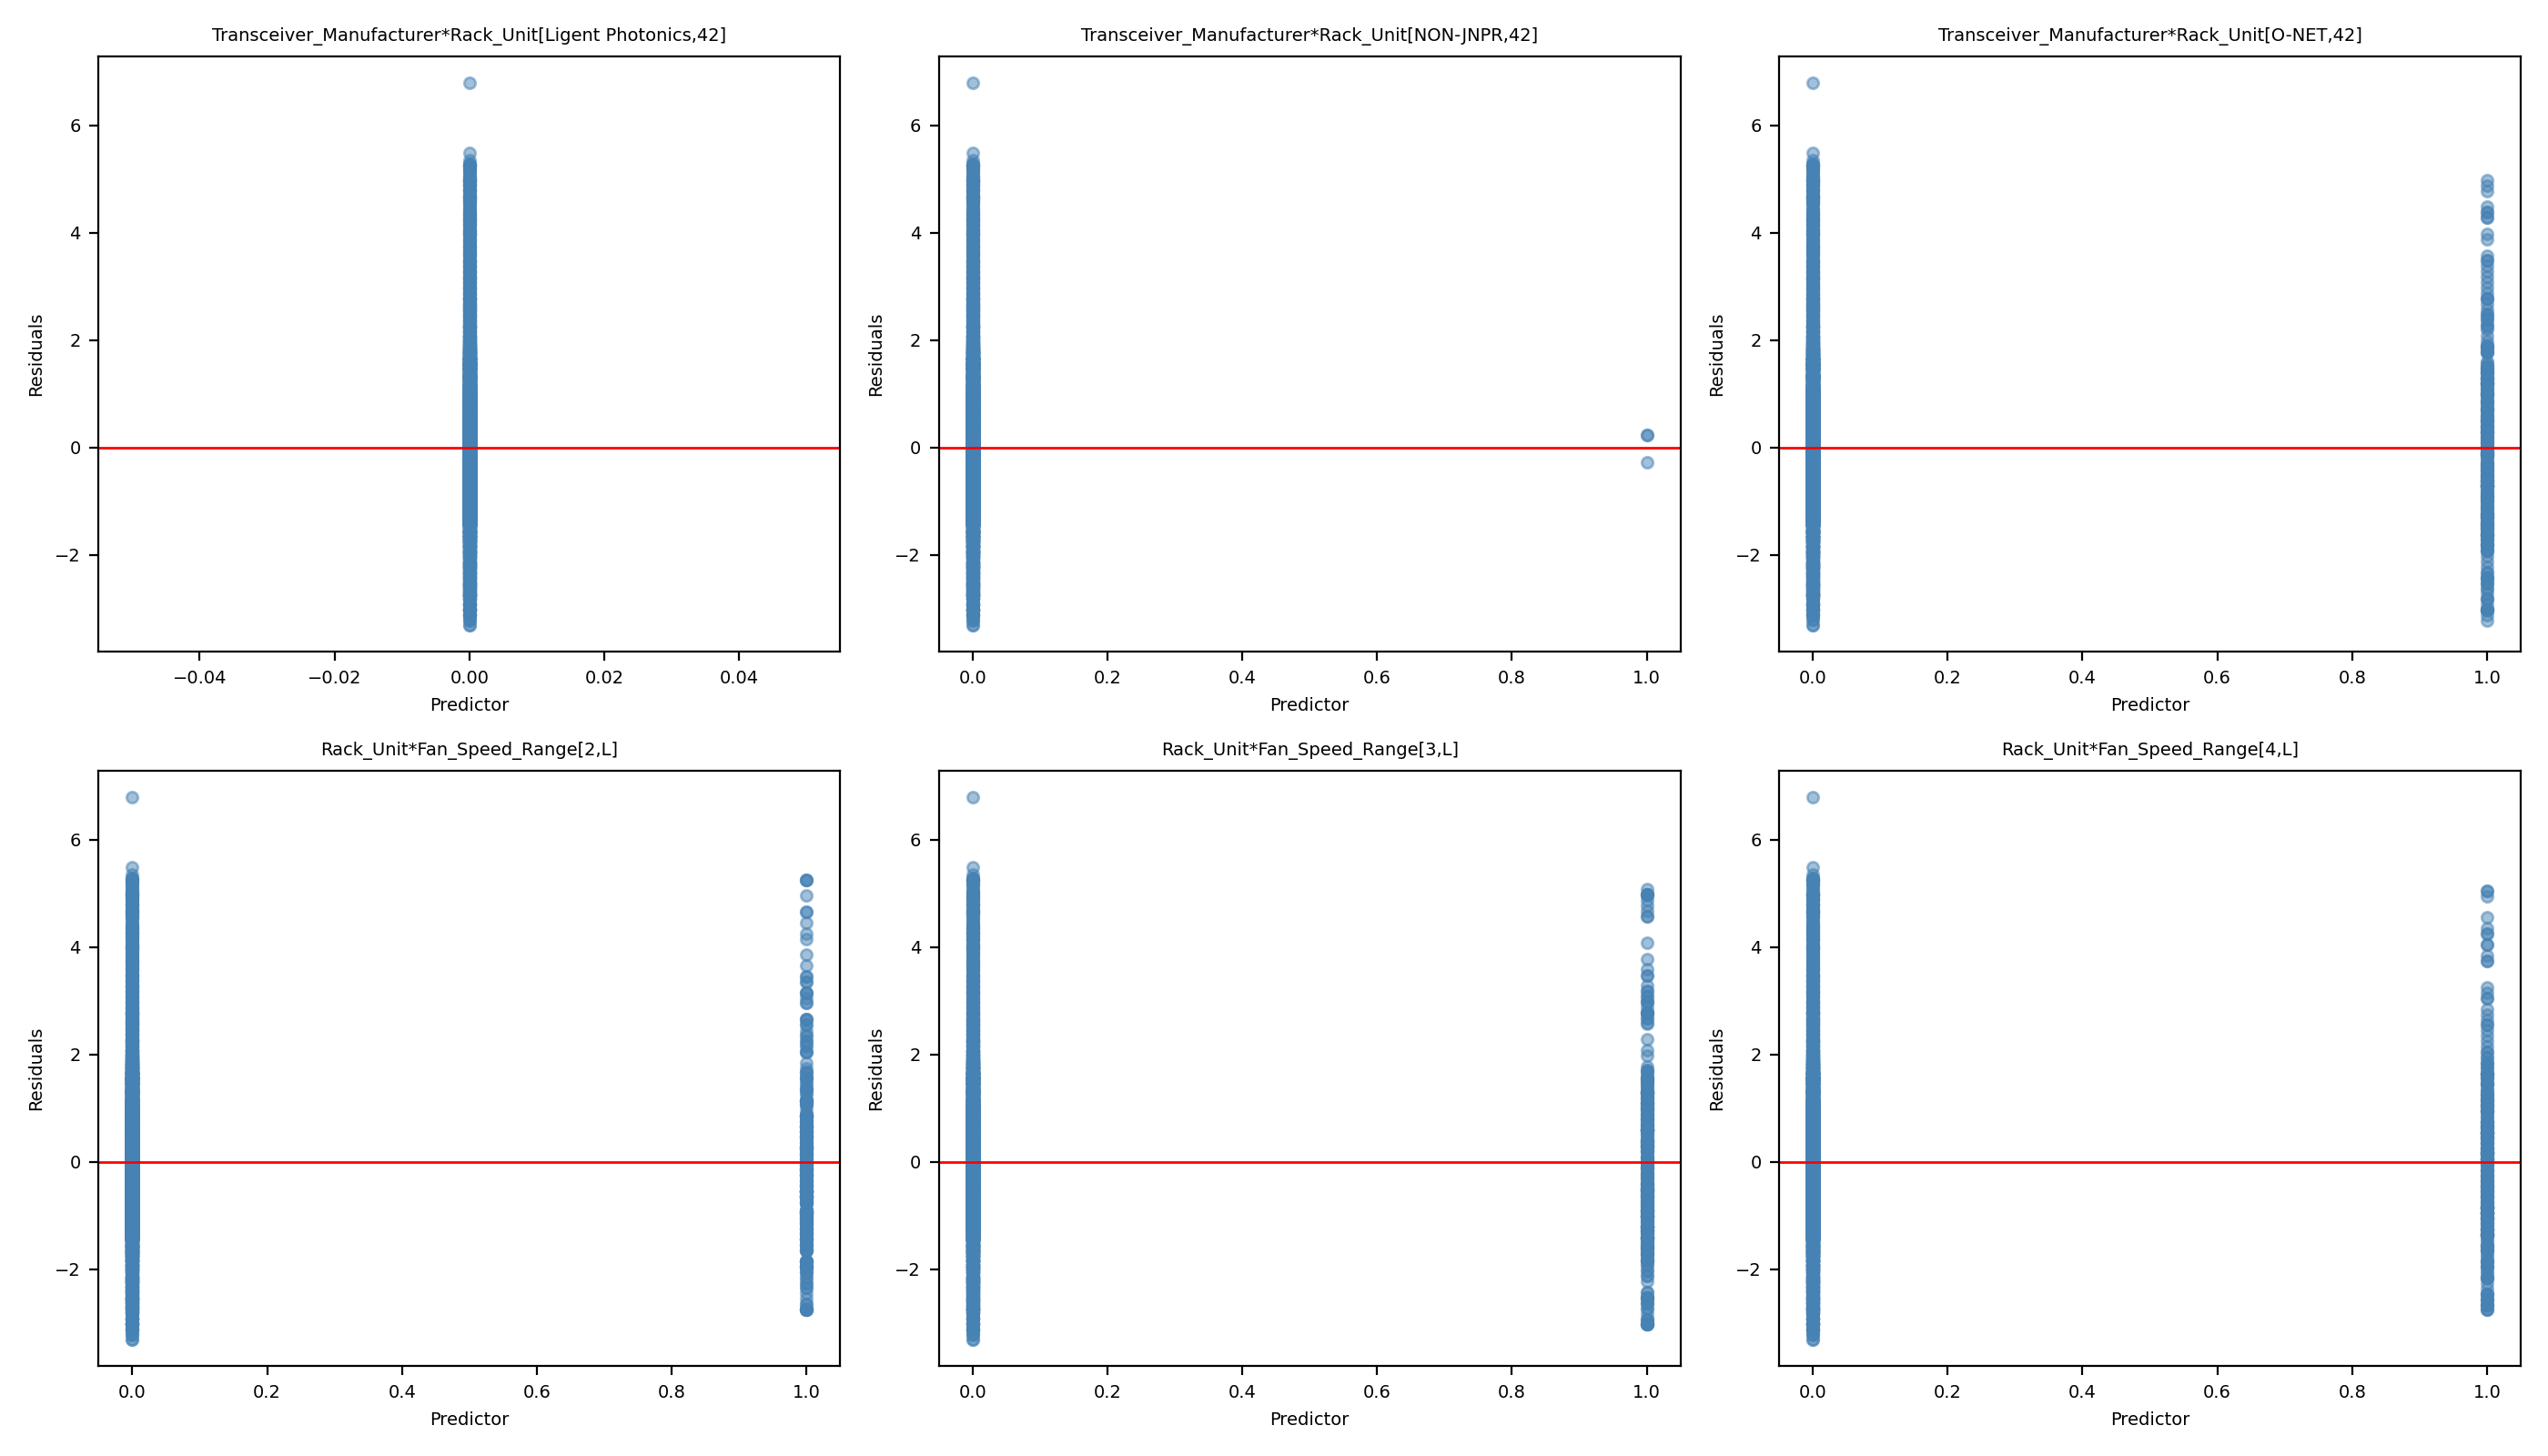 Transceiver_Manufacturer*Rack_Unit[Ligent Photonics,42]
6
4
2
0
−2
Residuals
−0.04 −0.02 0.00 0.02 0.04
Predictor
Transceiver_Manufacturer*Rack_Unit[NON-JNPR,42]
6
4
2
0
−2
Residuals
0.0 0.2 0.4 0.6 0.8 1.0
Predictor
Transceiver_Manufacturer*Rack_Unit[O-NET,42]
6
4
2
0
−2
Residuals
0.0 0.2 0.4 0.6 0.8 1.0
Predictor
Rack_Unit*Fan_Speed_Range[2,L]
6
4
2
0
−2
Residuals
0.0 0.2 0.4 0.6 0.8 1.0
Predictor
Rack_Unit*Fan_Speed_Range[3,L]
6
4
2
0
−2
Residuals
0.0 0.2 0.4 0.6 0.8 1.0
Predictor
Rack_Unit*Fan_Speed_Range[4,L]
6
4
2
0
−2
Residuals
0.0 0.2 0.4 0.6 0.8 1.0
Predictor